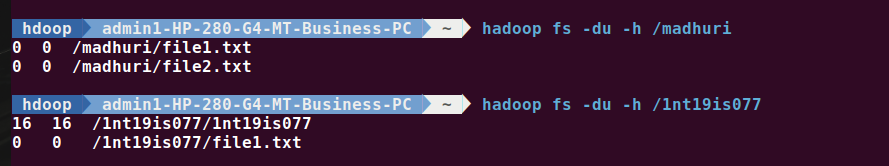 hdoop admin1-HP-280-G4-MT-Business-PC ~ hadoop fs -du -h /madhuri
0 0 /madhuri/file1.txt
0 0 /madhuri/file2.txt
hdoop admin1-HP-280-G4-MT-Business-PC ~ hadoop fs -du -h /1nt19is077
16 16 /1nt19is077/1nt19is077
0 0 /1nt19is077/file1.txt